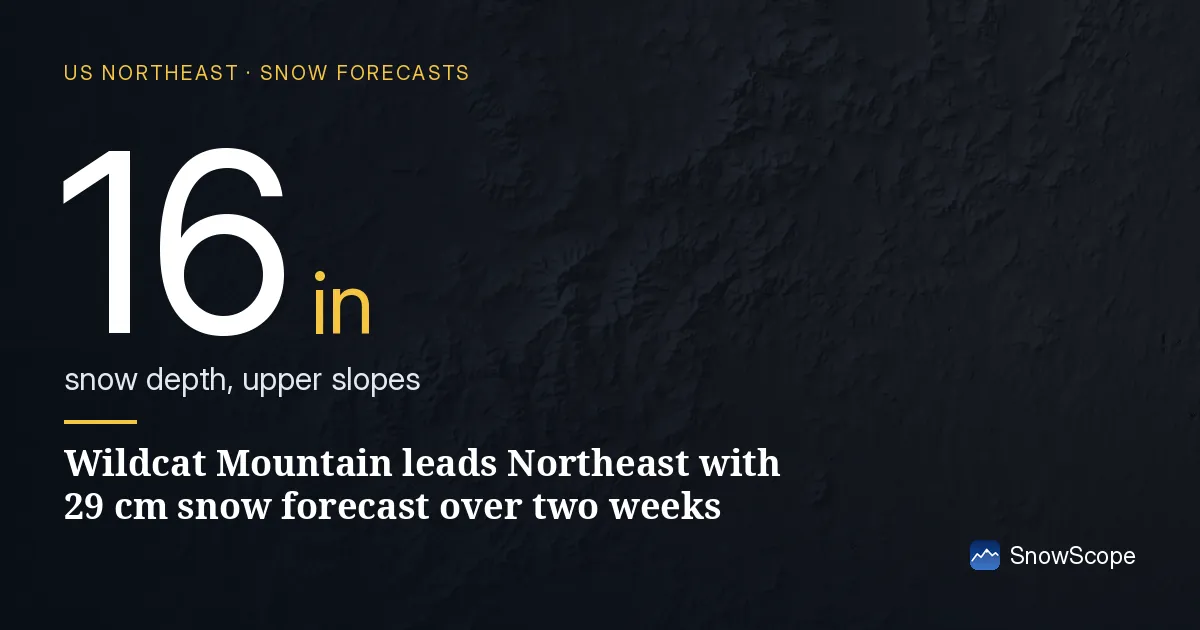 US NORTHEAST · SNOW FORECASTS
16 in
snow depth, upper slopes
Wildcat Mountain leads Northeast with
29 cm snow forecast over two weeks
SnowScope